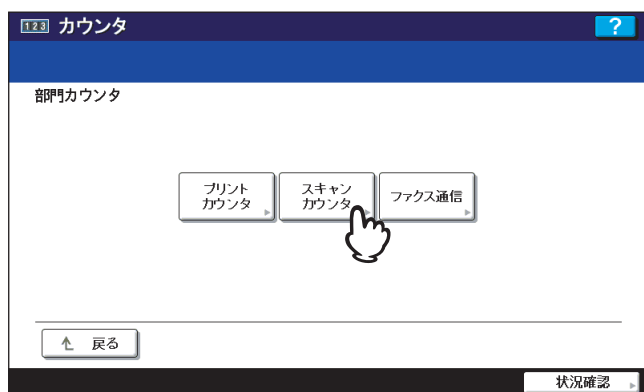 123 カウンタ
?
部門カウンタ
プリント
カウンタ
スキャン
カウンタ
ファクス通信
戻る
状況確認